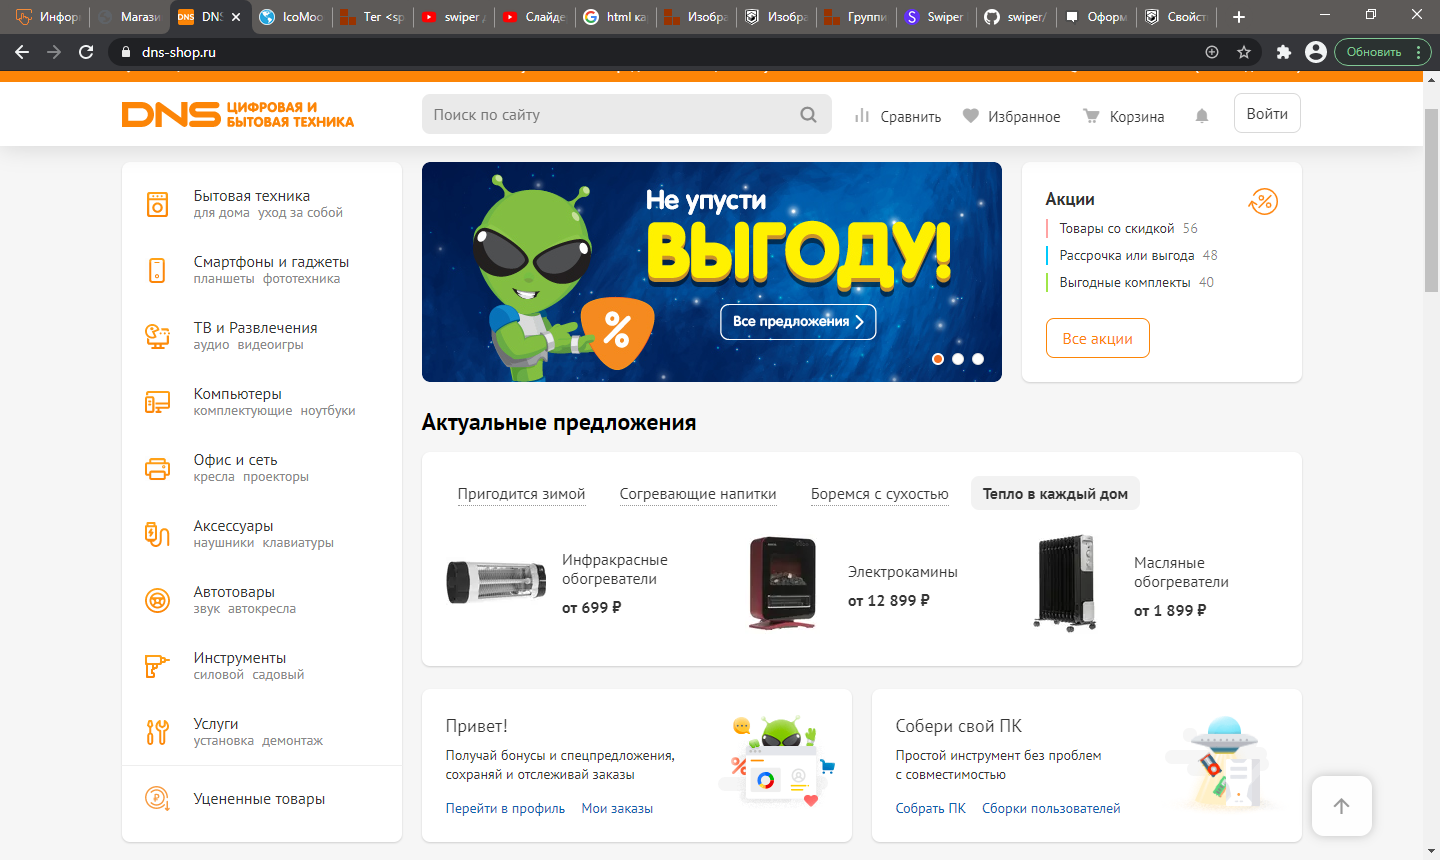 Инфор
Магази
DNS
IcoMoo
Тег <sp
swiper
Слайде
html ка
Изобра
Изобра
Группи
Swiper
swiper/
Оформ
Свойст
dns-shop.ru
Обновить
DNS ЦИФРОВАЯ И
БЫТОВАЯ ТЕХНИКА
Поиск по сайту
Сравнить
Избранное
Корзина
Войти
Бытовая техника
для дома уход за собой
Смартфоны и гаджеты
планшеты фототехника
ТВ и Развлечения
аудио видеоигры
Компьютеры
комплектующие ноутбуки
Офис и сеть
кресла проекторы
Аксессуары
наушники клавиатуры
Автотовары
звук автокресла
Инструменты
силовой садовый
Услуги
установка демонтаж
Уцененные товары
Не упусти
ВЫГОДУ!
%
Все предложения
Акции
%
Товары со скидкой 56
Рассрочка или выгода 48
Выгодные комплекты 40
Все акции
Актуальные предложения
Пригодится зимой
Согревающие напитки
Боремся с сухостью
Тепло в каждый дом
Инфракрасные
обогреватели
от 699 ₽
Электрокамины
от 12 899 ₽
Масляные
обогреватели
от 1 899 ₽
Привет!
Получай бонусы и спецпредложения,
сохраняй и отслеживай заказы
Перейти в профиль Мои заказы
%
Собери свой ПК
Простой инструмент без проблем
с совместимостью
Собрать ПК Сборки пользователей